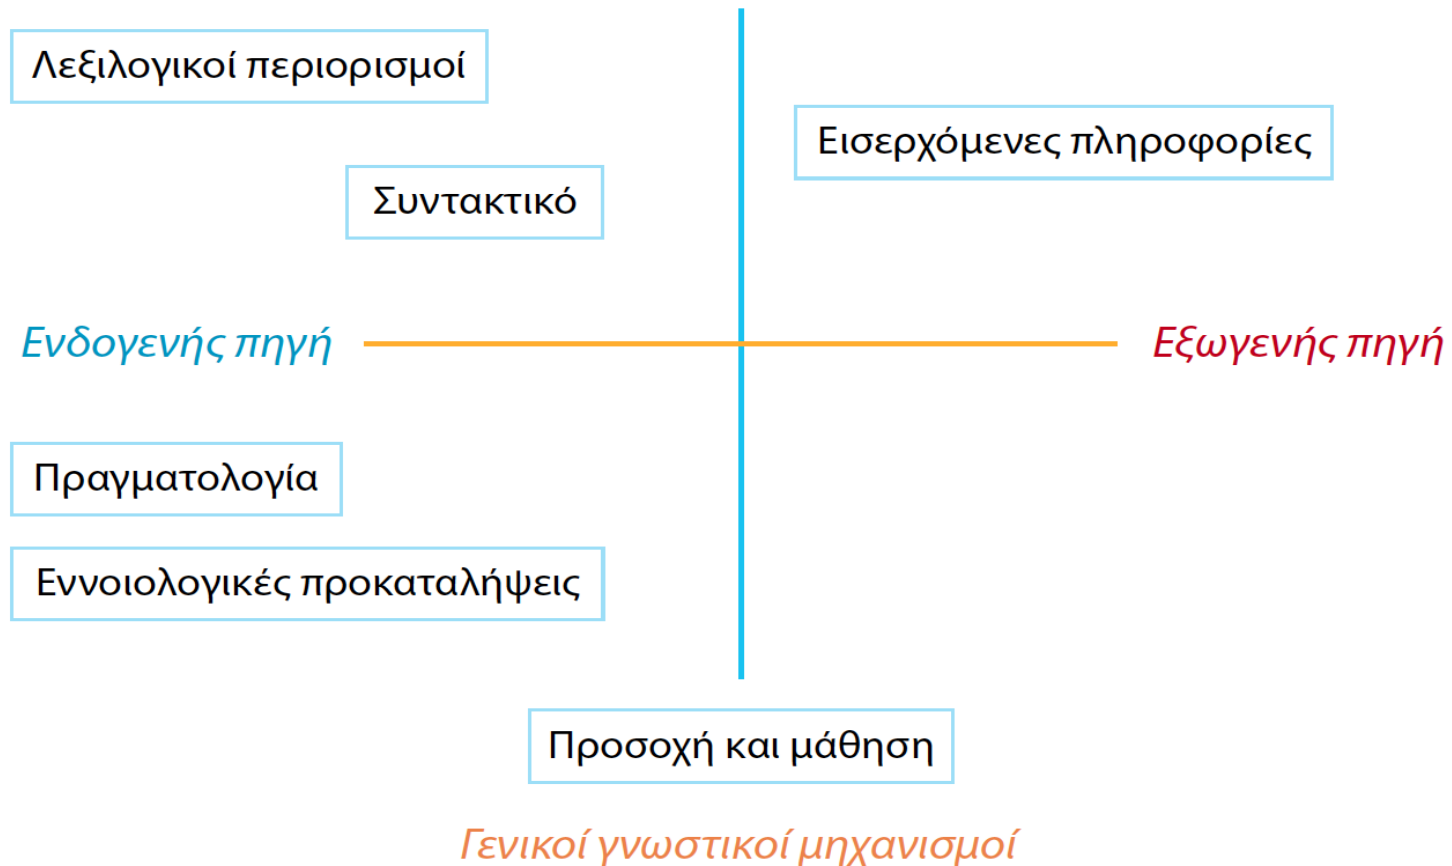 Λεξιλογικοί περιορισμοί
Εισερχόμενες πληροφορίες
Συντακτικό
Ενδογενής πηγή
Εξωγενής πηγή
Πραγματολογία
Εννοιολογικές προκαταλήψεις
Προσοχή και μάθηση
Γενικοί γνωστικοί μηχανισμοί